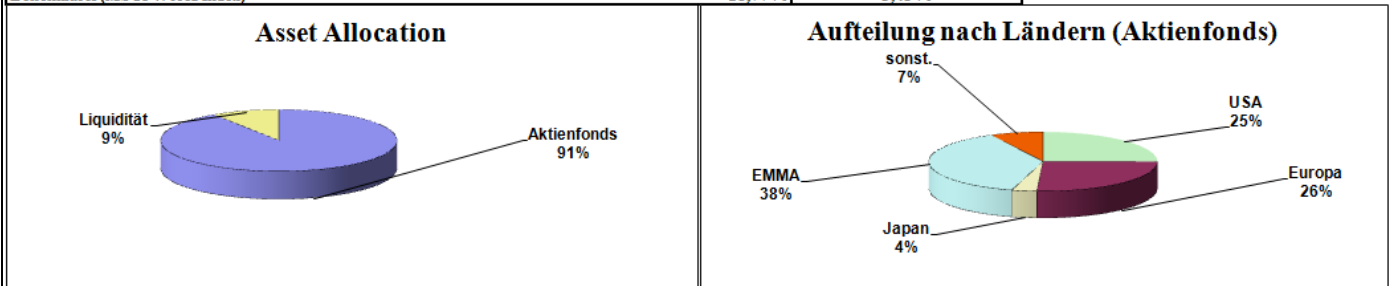 Asset Allocation
Liquidität
9%
Aktienfonds
91%
Aufteilung nach Ländern (Aktienfonds)
sonst.
7%
USA
25%
EMMA
38%
Europa
26%
Japan
4%